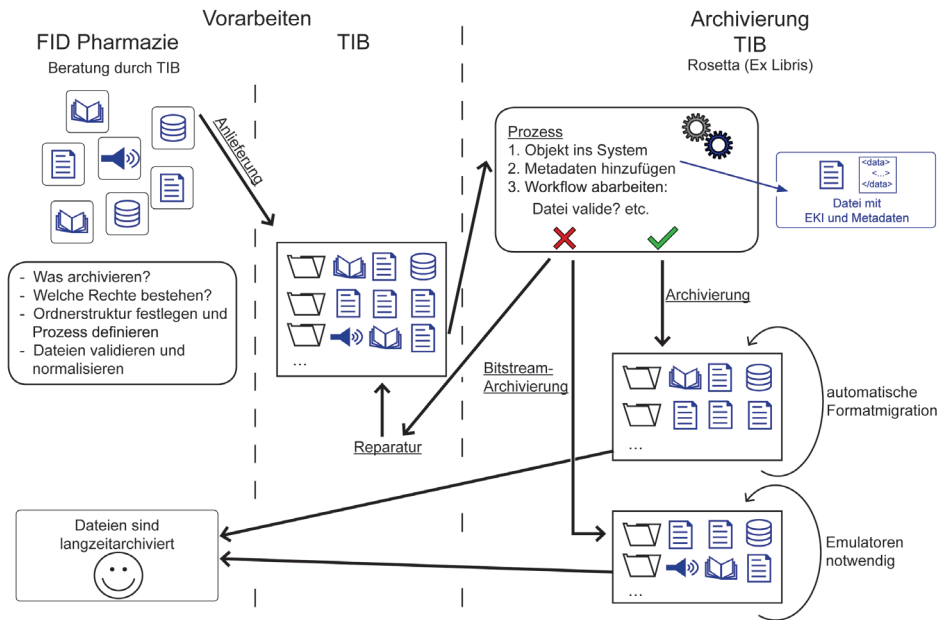 Vorarbeiten
FID Pharmazie
Beratung durch TIB
TIB
Archivierung
TIB
Rosetta (Ex Libris)
Anlieferung
- Was archivieren?
- Welche Rechte bestehen?
- Ordnerstruktur festlegen und
Prozess definieren
- Dateien validieren und
normalisieren
...
Reparatur
Prozess
1. Objekt ins System
2. Metadaten hinzufügen
3. Workflow abarbeiten:
Datei valide? etc.
<data>
<...>
</data>
Datei mit
EKI und Metadaten
Archivierung
Bitstream-
Archivierung
...
automatische
Formatmigration
...
Emulatoren
notwendig
Dateien sind
langzeitarchiviert